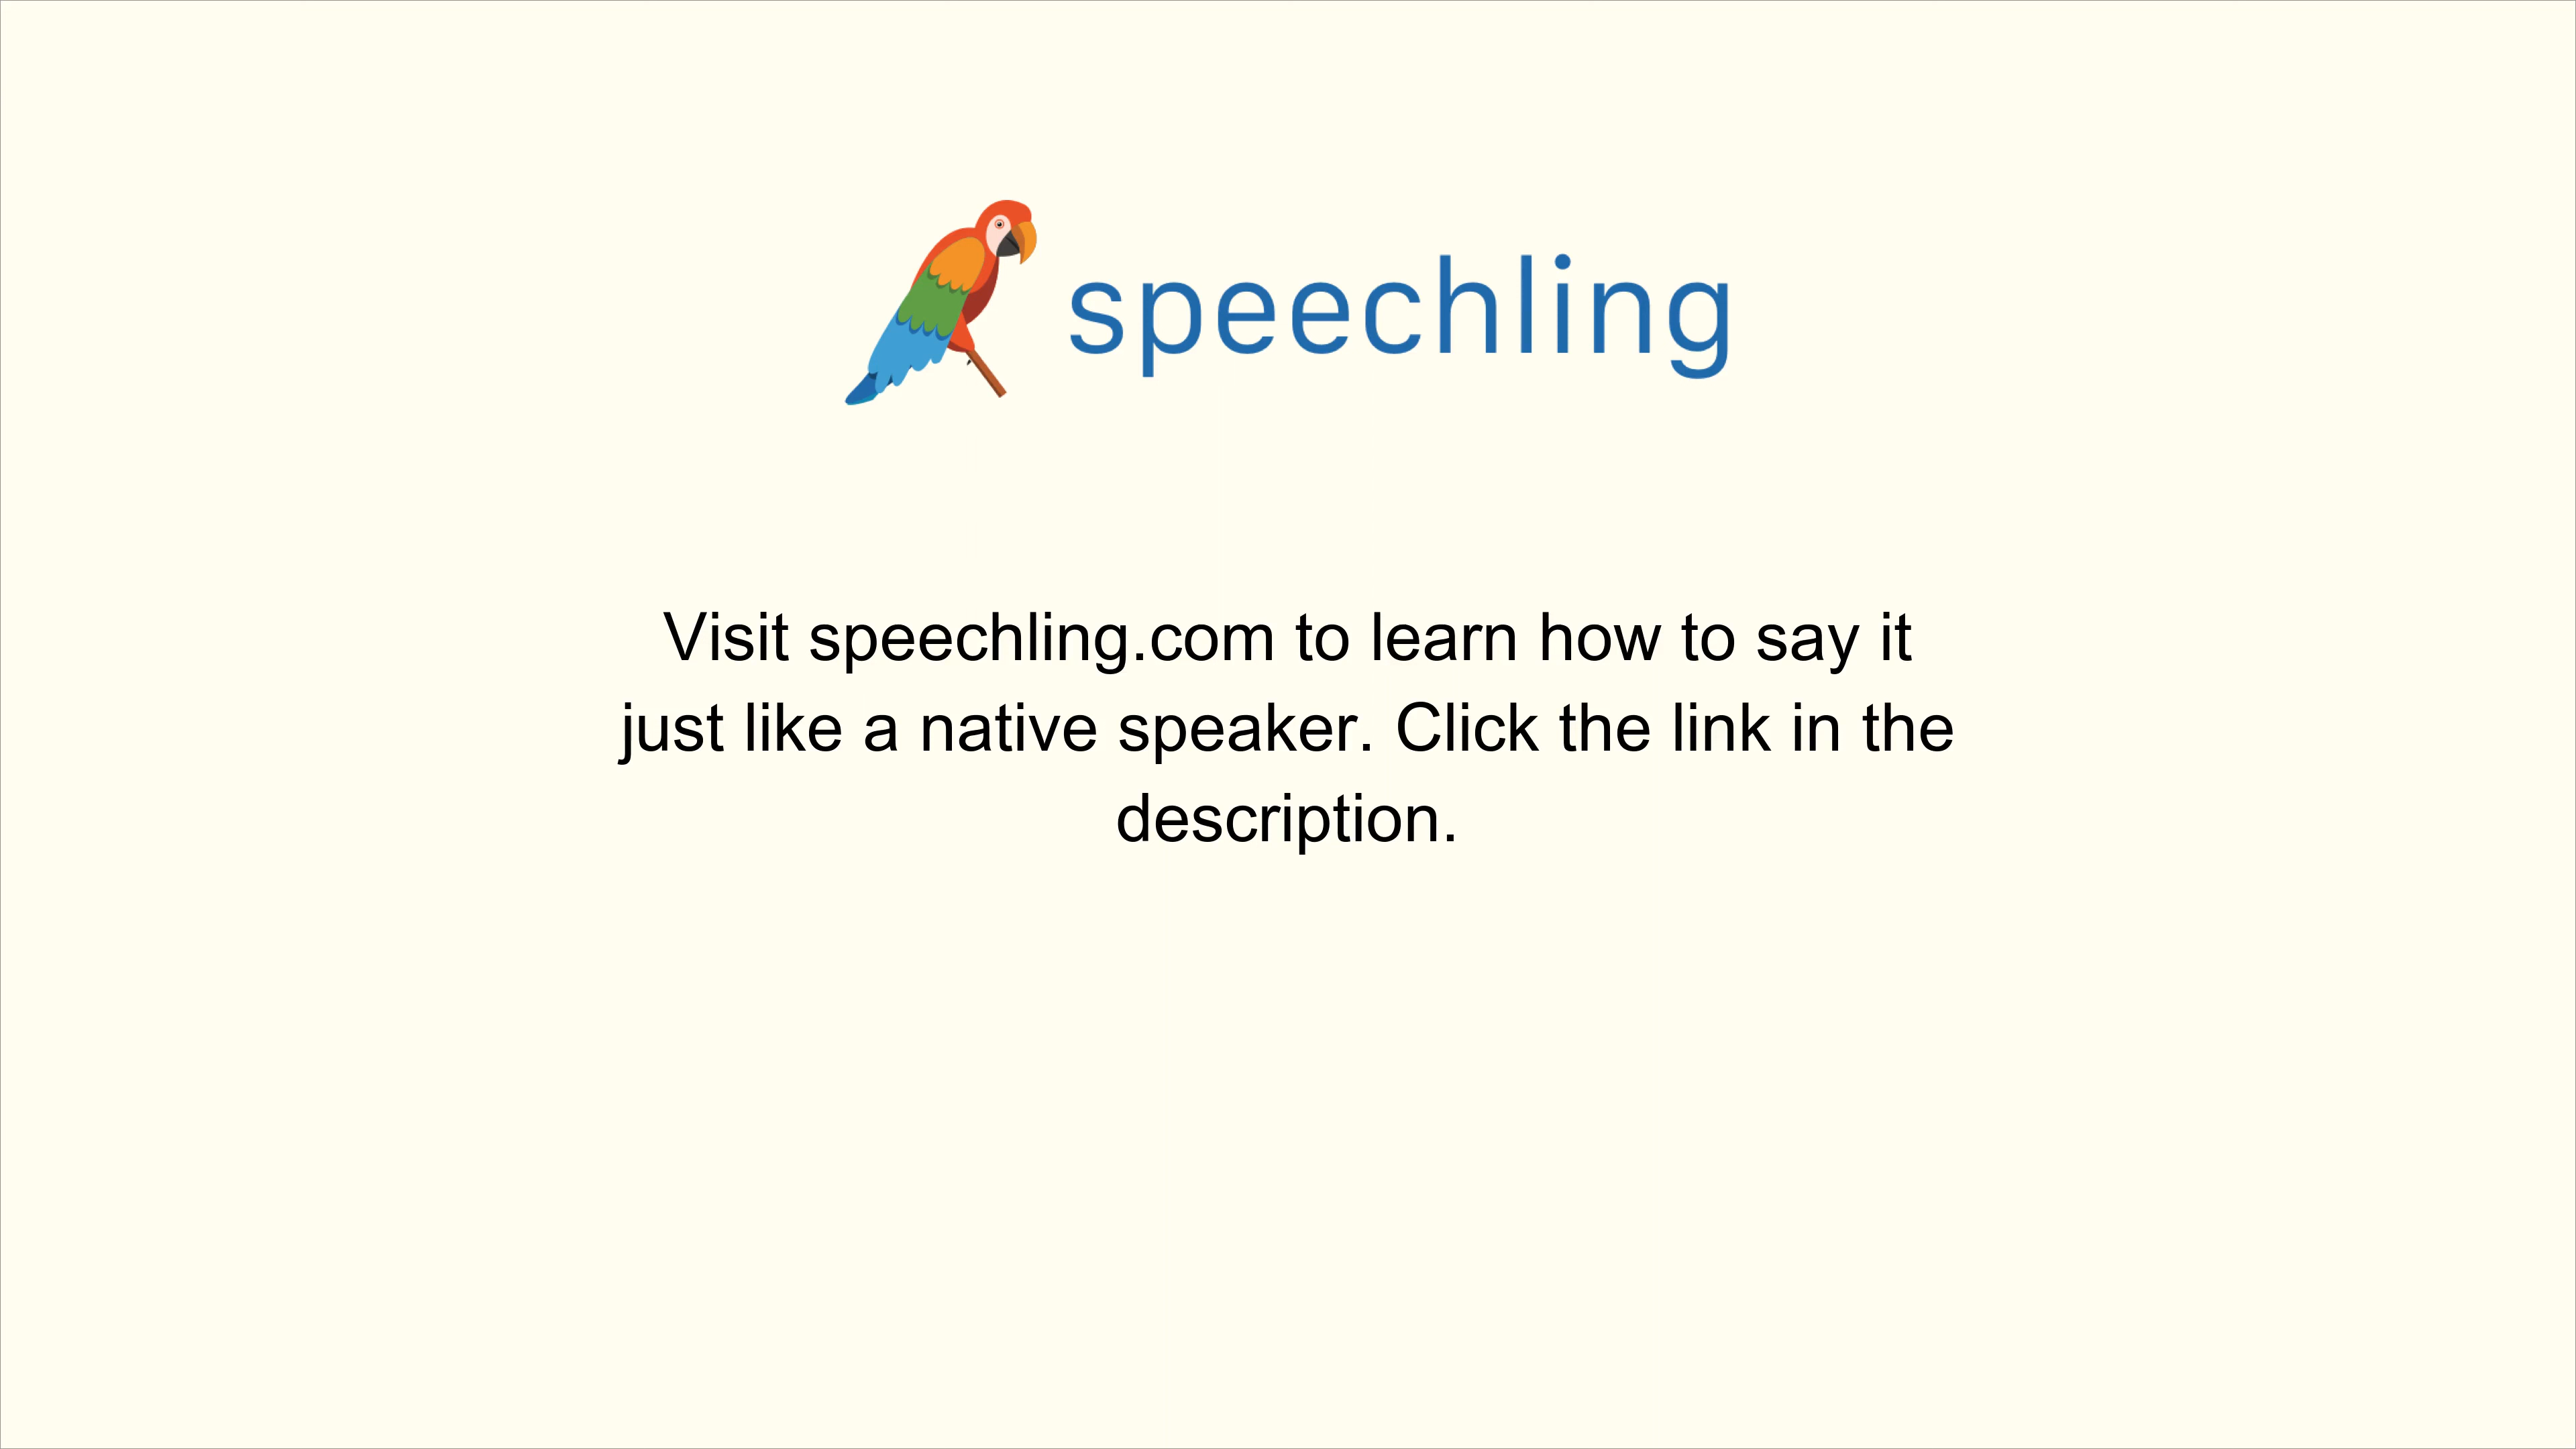 speechling
Visit speechling.com to learn how to say it
just like a native speaker. Click the link in the
description.